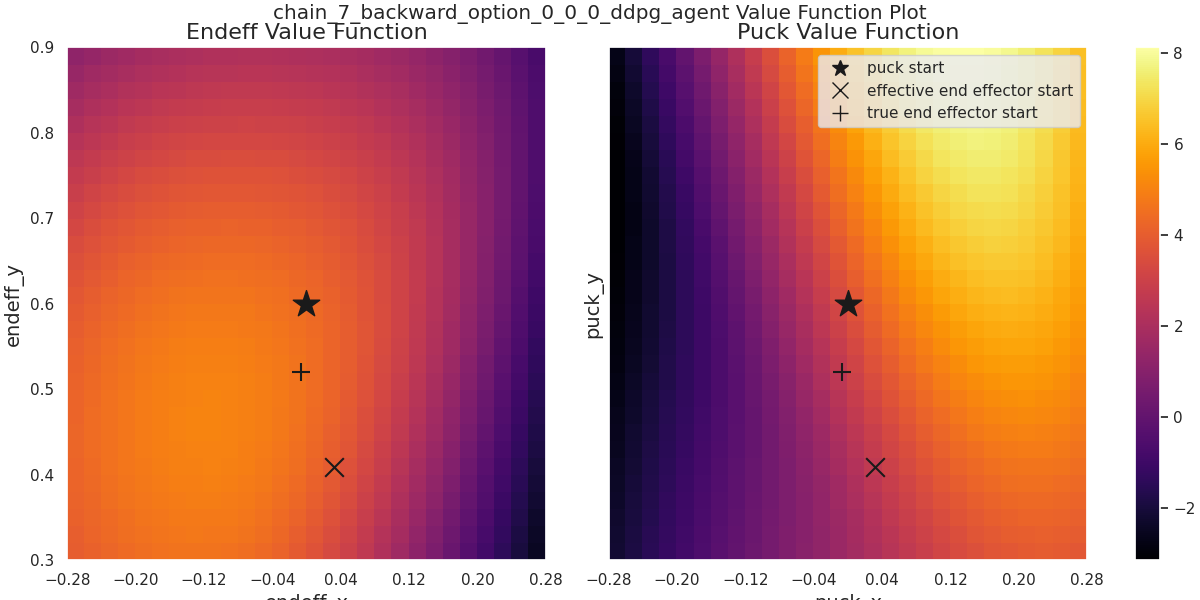 chain_7_backward_option_0_0_0_ddpg_agent Value Function Plot
Endeff Value Function
Puck Value Function
puck start
effective end effector start
true end effector start
endeff_y
0.9
0.8
0.7
0.6
0.5
0.4
0.3
−0.28 −0.20 −0.12 −0.04 0.04 0.12 0.20 0.28
endeff_x
puck_y
−0.28 −0.20 −0.12 −0.04 0.04 0.12 0.20 0.28
puck_x
8
6
4
2
0
−2